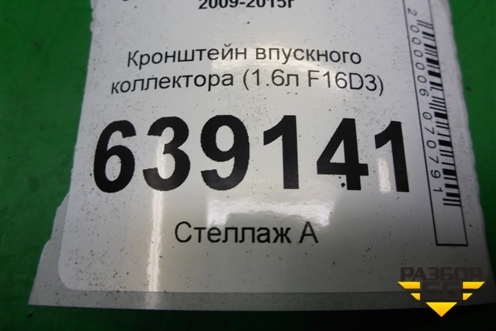 2009-2015г
Кронштейн впускного
коллектора (1.6л F16D3)
639141
Стеллаж А
2000006070791
РАЗБОР